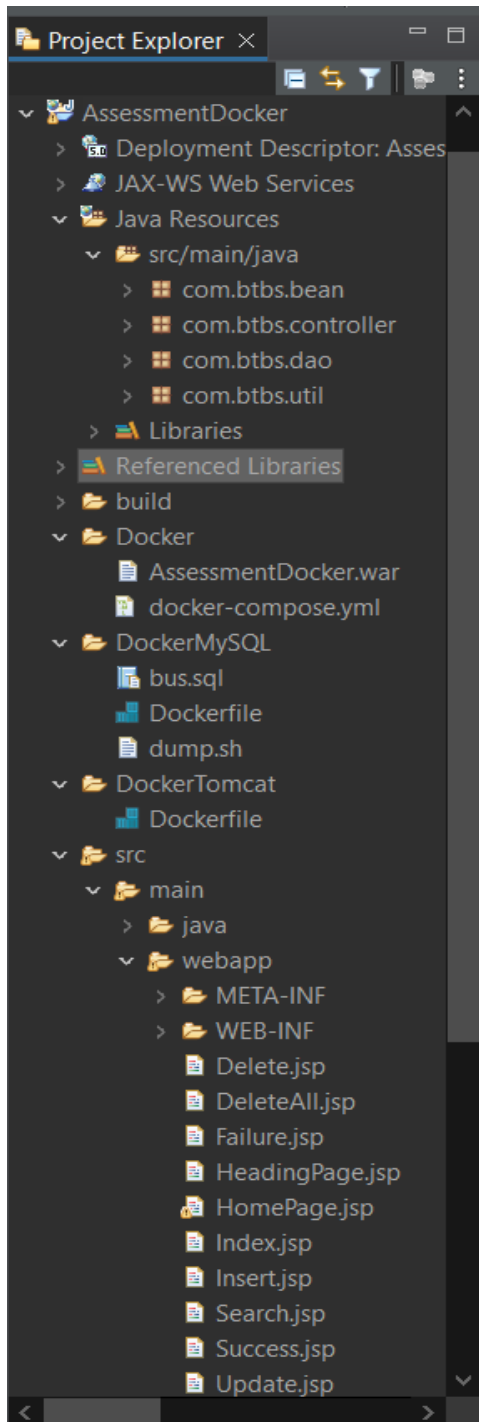 Project Explorer
AssessmentDocker
5.0 Deployment Descriptor: Asses
JAX-WS Web Services
Java Resources
src/main/java
com.btbs.bean
com.btbs.controller
com.btbs.dao
com.btbs.util
Libraries
Referenced Libraries
build
Docker
AssessmentDocker.war
docker-compose.yml
DockerMySQL
bus.sql
Dockerfile
dump.sh
DockerTomcat
Dockerfile
src
main
java
webapp
META-INF
WEB-INF
Delete.jsp
DeleteAll.jsp
Failure.jsp
HeadingPage.jsp
HomePage.jsp
Index.jsp
Insert.jsp
Search.jsp
Success.jsp
Update.jsp